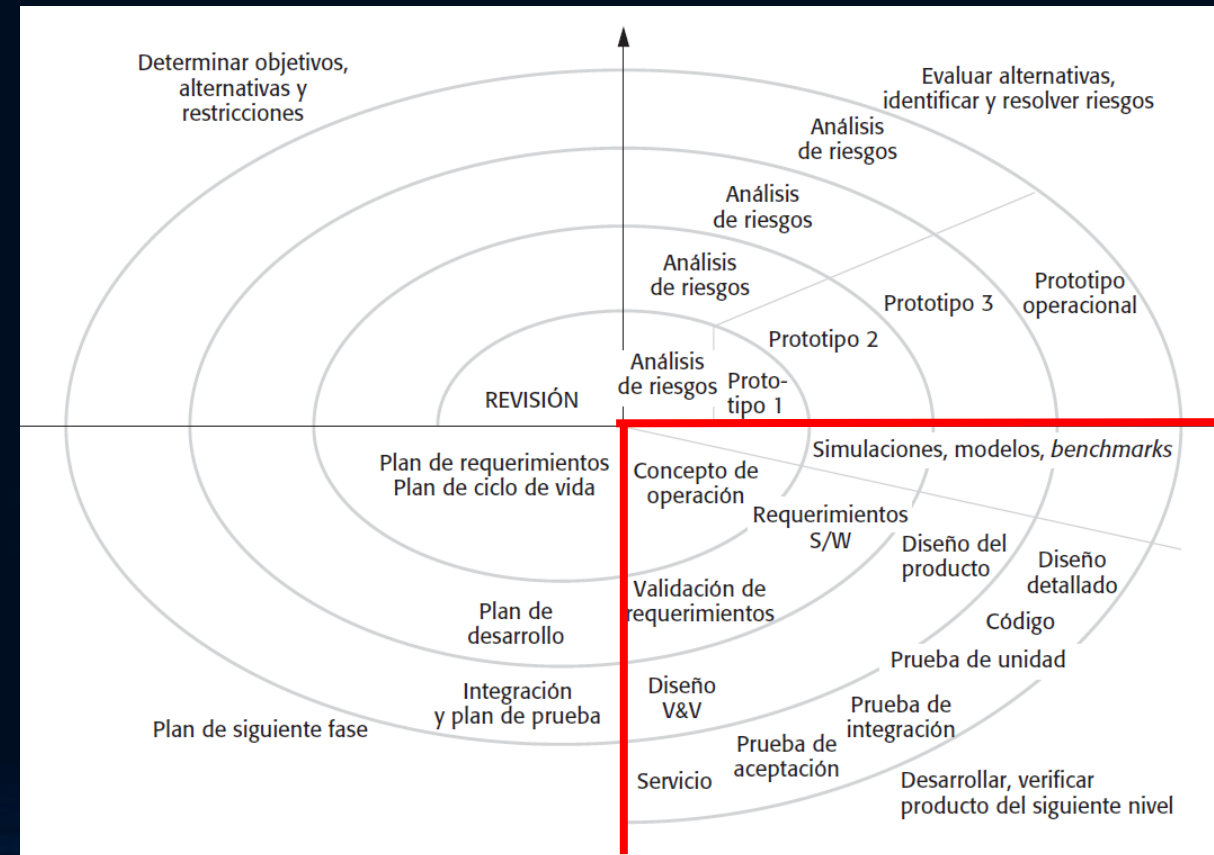 Determinar objetivos,
alternativas y
restricciones
Evaluar alternativas,
identificar y resolver riesgos
Análisis
de riesgos
Análisis
de riesgos
Análisis
de riesgos
Análisis
de riesgos
Proto-
tipo 1
Prototipo 2
Prototipo 3
Prototipo
operacional
REVISIÓN
Plan de requerimientos
Plan de ciclo de vida
Concepto de
operación
Simulaciones, modelos, benchmarks
Requerimientos
S/W
Diseño del
producto
Diseño
detallado
Plan de
desarrollo
Validación de
requerimientos
Código
Prueba de unidad
Integración
y plan de prueba
Diseño
V&V
Prueba de
integración
Plan de siguiente fase
Prueba de
aceptación
Servicio
Desarrollar, verificar
producto del siguiente nivel